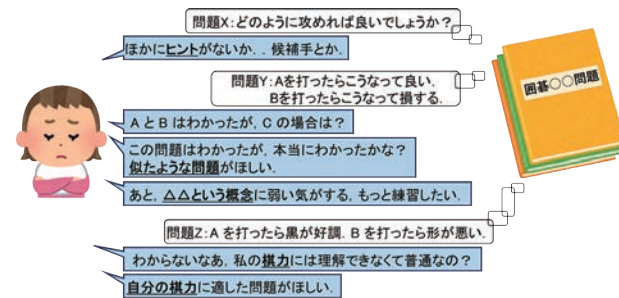 問題X:どのように攻めれば良いでしょうか?
ほかにヒントがないか．．候補手とか．
問題Y:Aを打ったらこうなって良い．
Bを打ったらこうなって損する．
囲碁○○問題
AとBはわかったが，Cの場合は?
この問題はわかったが，本当にわかったかな?
似たような問題がほしい．
あと，△△という概念に弱い気がする，もっと練習したい．
問題Z:Aを打ったら黒が好調．Bを打ったら形が悪い．
わからないなあ，私の棋力には理解できなくて普通なの?
自分の棋力に適した問題がほしい．